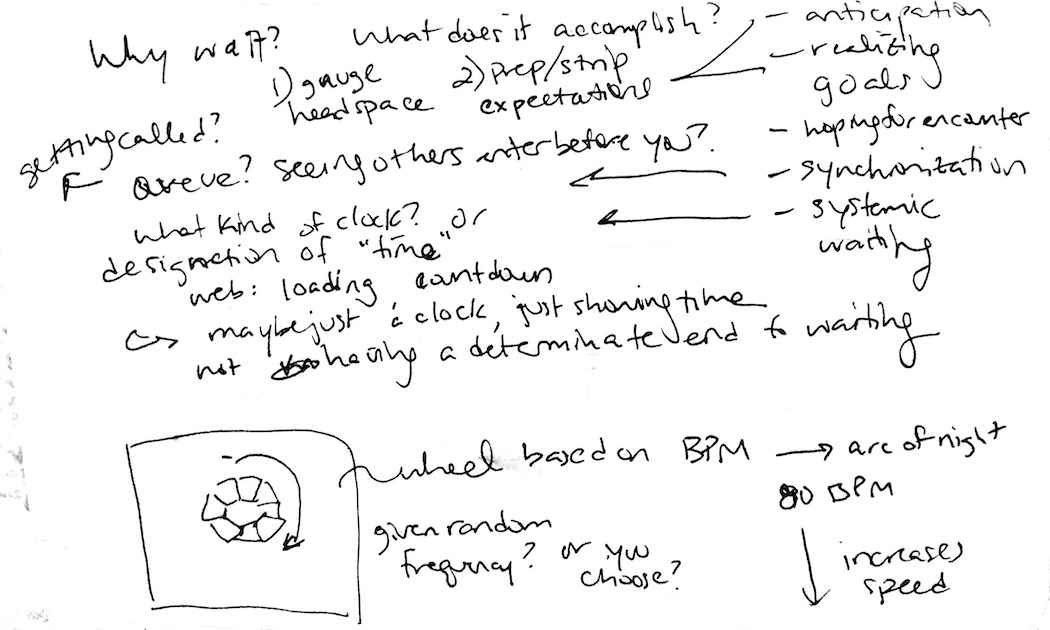 Why wait?
What does it accomplish?
1) gauge headspace
2) prep/strip expectations
- anticipation
- realizing goals
- hoping for encounter
- synchronization
- systemic waiting
getting called?
Queue? seeing others enter before you?
what kind of clock? or
designation of "time"
web: loading countdown
maybe just a clock, just showing time
not having a determinate end to waiting
wheel based on BPM → arc of night
80 BPM
given random
frequency? or you
choose?
increases
speed